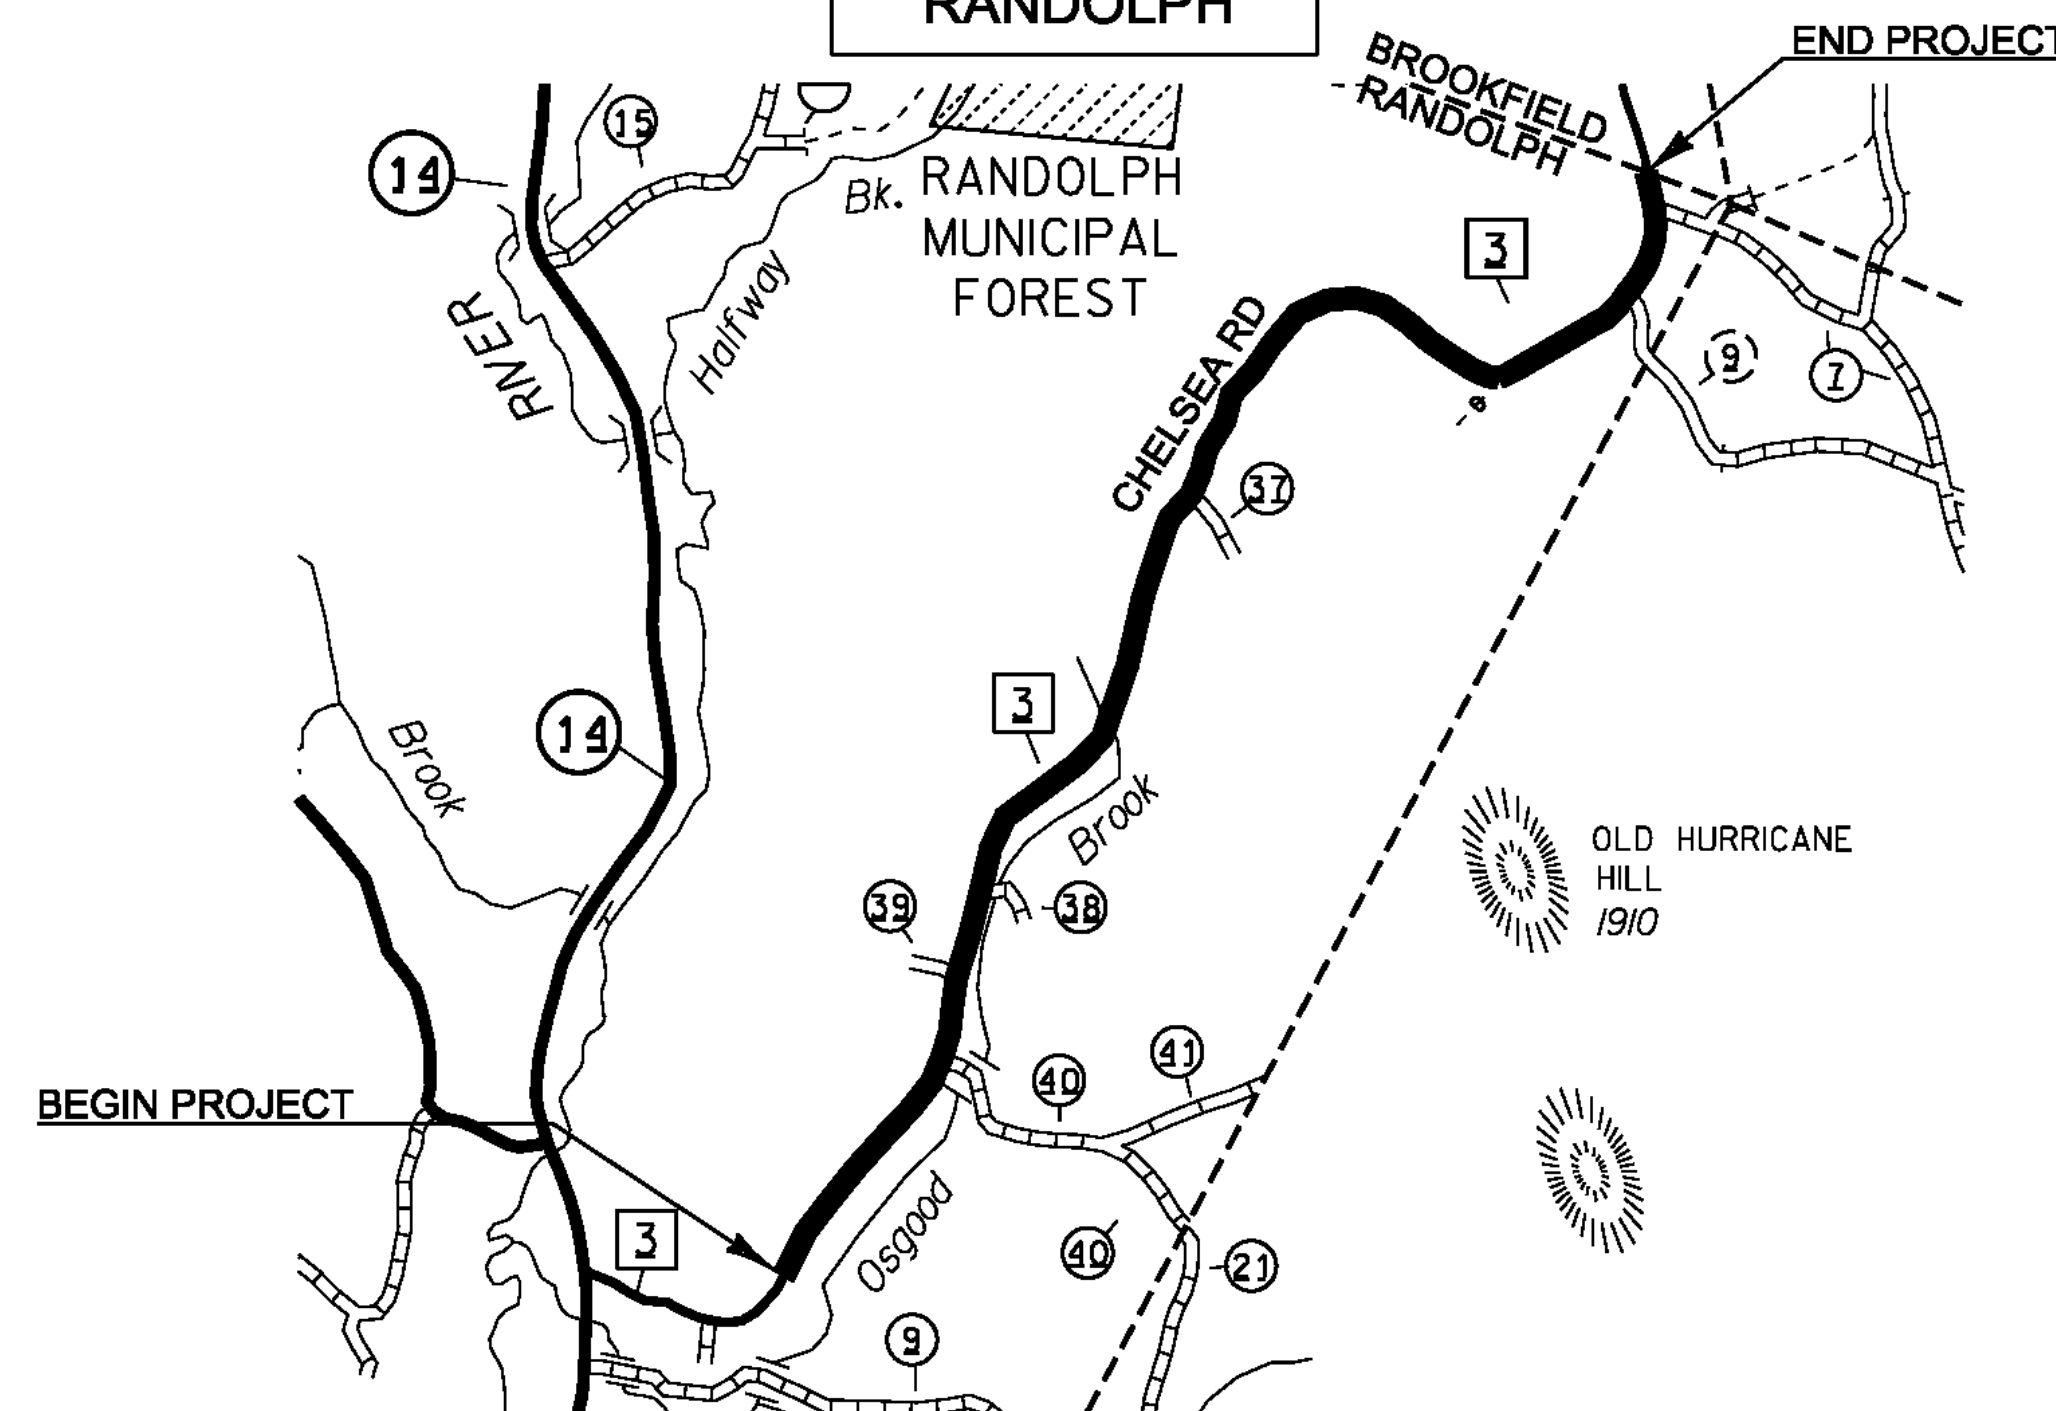 RANDOLPH
END PROJECT
BROOKFIELD
RANDOLPH
15
14
Bk.
RANDOLPH
MUNICIPAL
FOREST
3
Halfway
RIVER
CHELSEA RD
9
7
37
3
14
Brook
Brook
OLD HURRICANE
HILL
1910
39
38
41
40
BEGIN PROJECT
Osgood
3
40
21
9